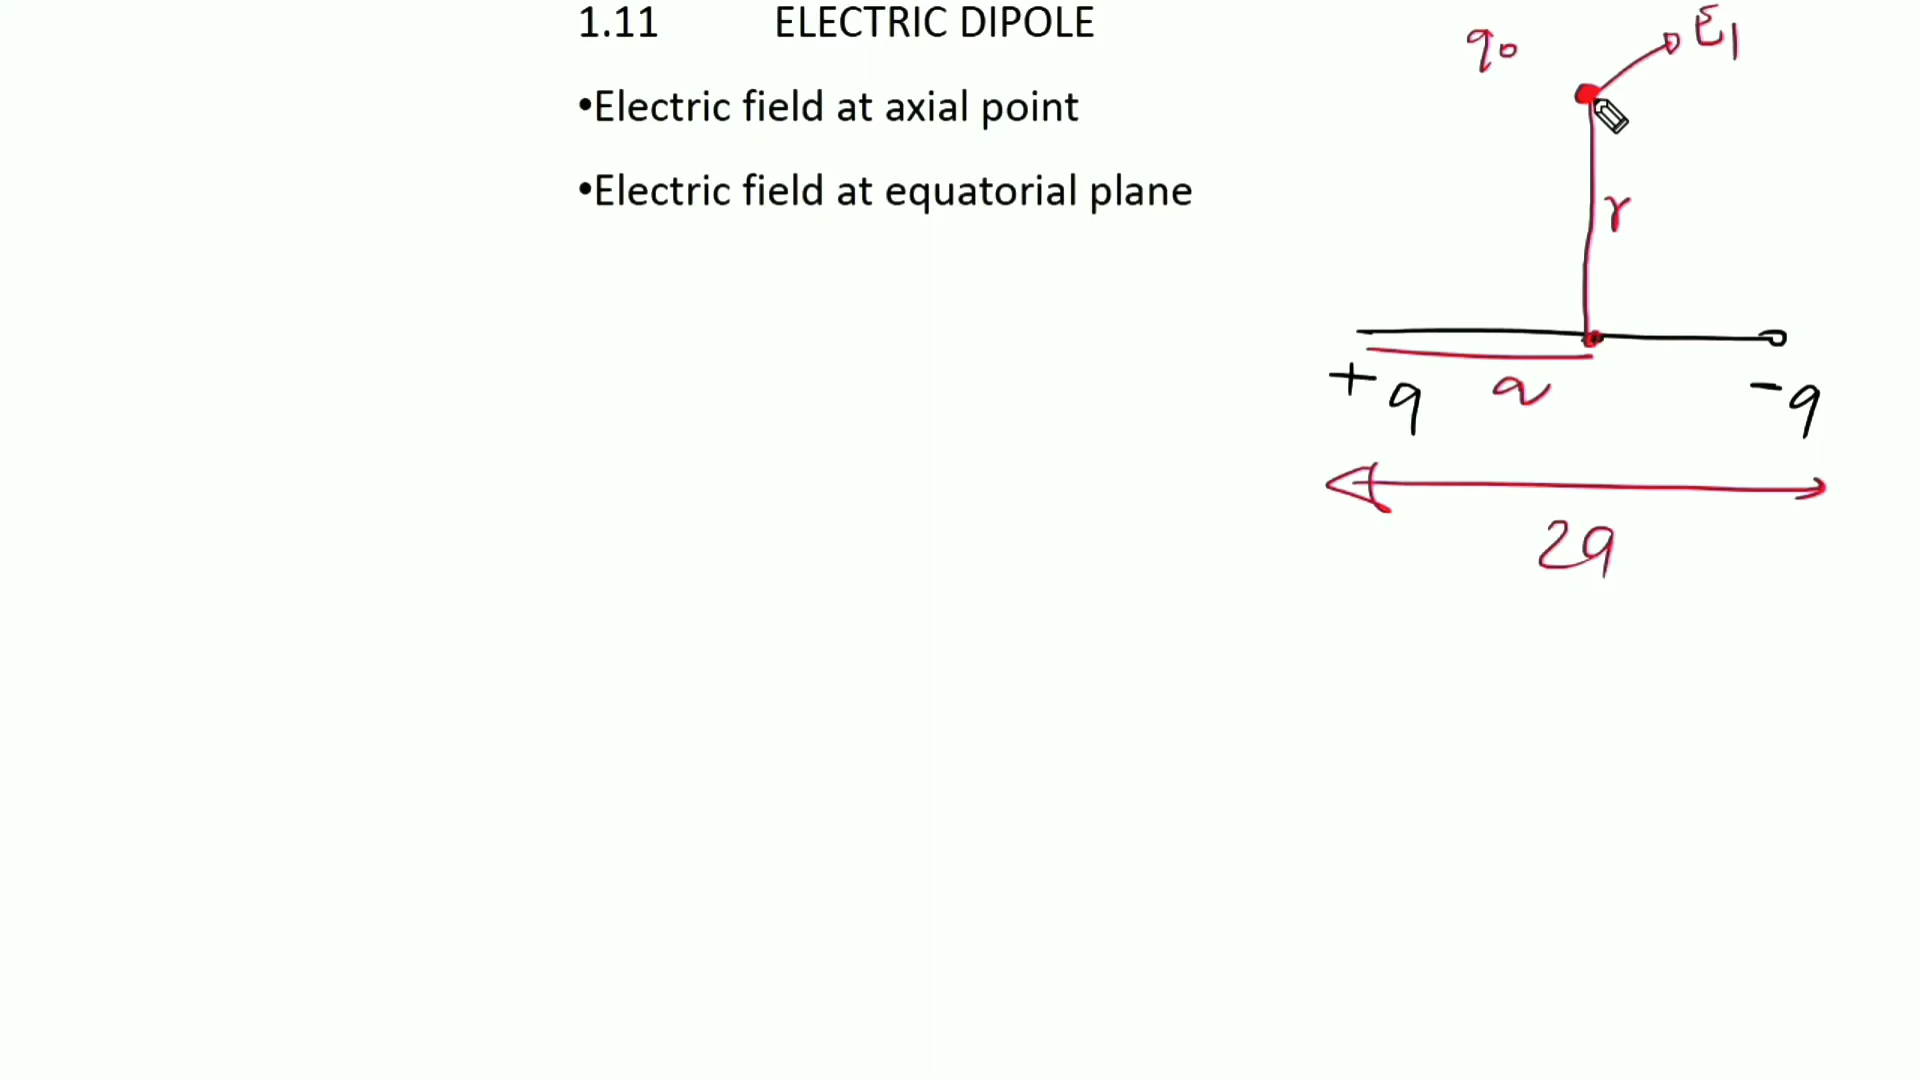 1.11 ELECTRIC DIPOLE
•Electric field at axial point
•Electric field at equatorial plane
q0
E1
r
+q
a
-q
2a